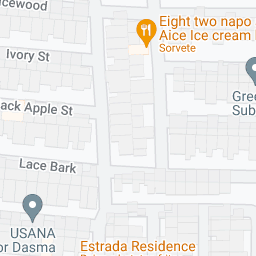 cewood
Eight two napo
Aice Ice cream
Sorvete
Ivory St
ack Apple St
Gre
Sub
Lace Bark
USANA
or Dasma
Estrada Residence